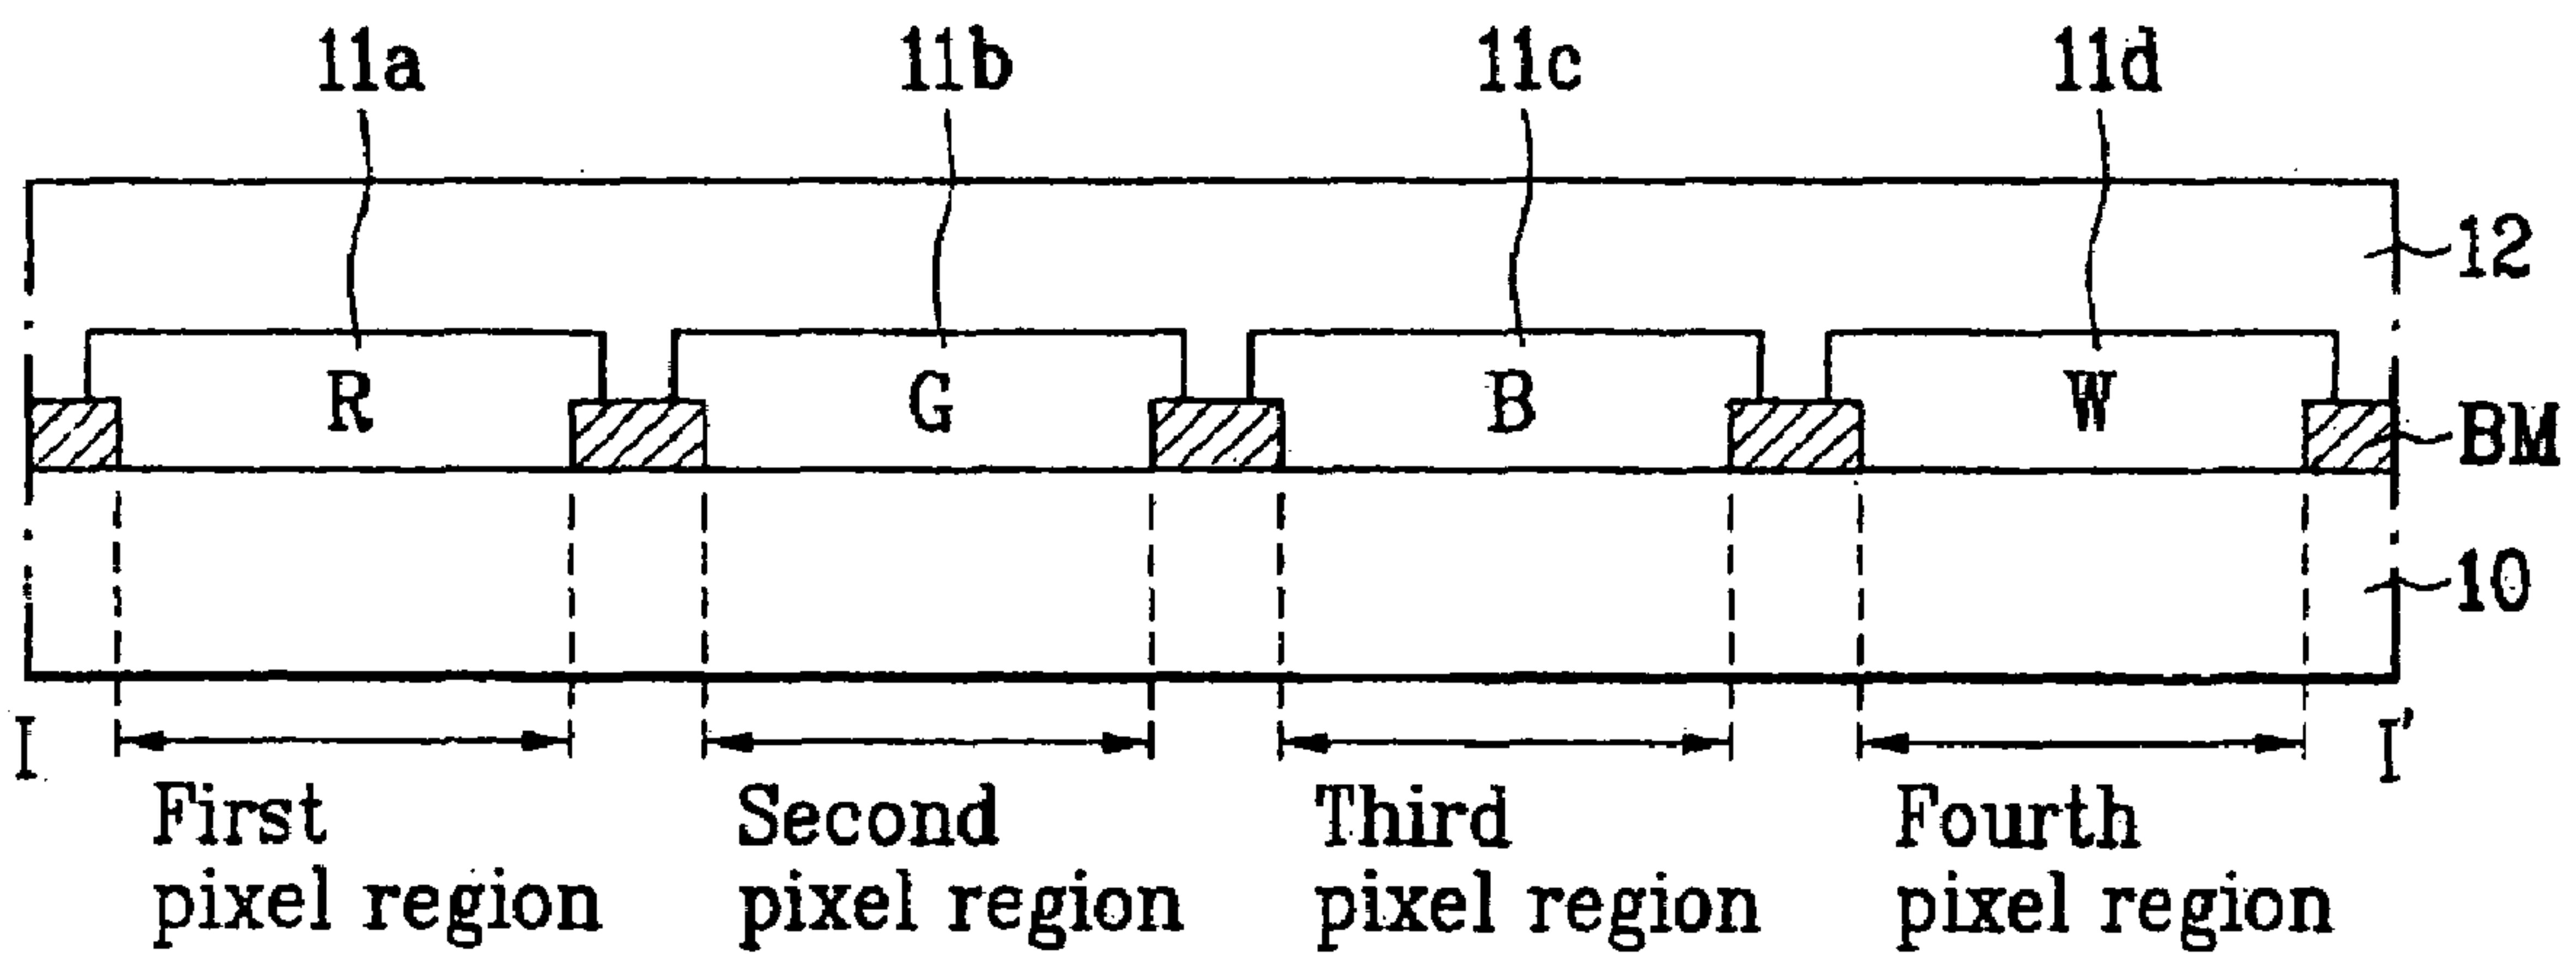 11a 11b 11c 11d
12
R G B W
BM
10
I I'
First Second Third Fourth
pixel region pixel region pixel region pixel region